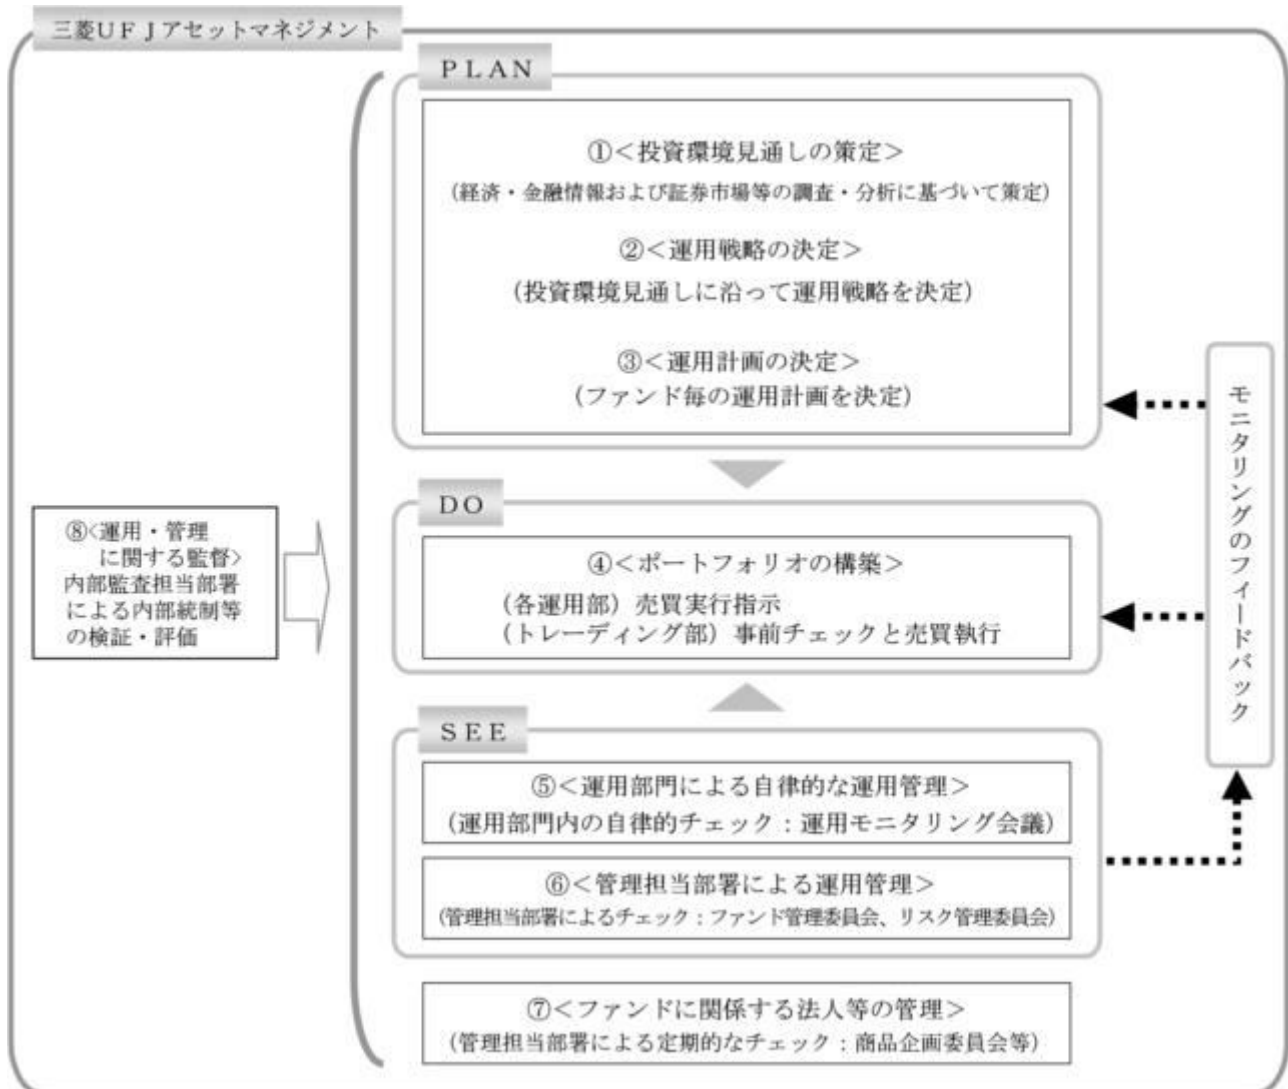 三菱ＵＦＪアセットマネジメント
ＰＬＡＮ
①＜投資環境見通しの策定＞
（経済・金融情報および証券市場等の調査・分析に基づいて策定）
②＜運用戦略の決定＞
（投資環境見通しに沿って運用戦略を決定）
③＜運用計画の決定＞
（ファンド毎の運用計画を決定）
ＤＯ
④＜ポートフォリオの構築＞
（各運用部）売買実行指示
（トレーディング部）事前チェックと売買執行
ＳＥＥ
⑤＜運用部門による自律的な運用管理＞
（運用部門内の自律的チェック：運用モニタリング会議）
⑥＜管理担当部署による運用管理＞
（管理担当部署によるチェック：ファンド管理委員会、リスク管理委員会）
⑦＜ファンドに関係する法人等の管理＞
（管理担当部署による定期的なチェック：商品企画委員会等）
⑧＜運用・管理
に関する監督＞
内部監査担当部署
による内部統制等
の検証・評価
モニタリングのフィードバック